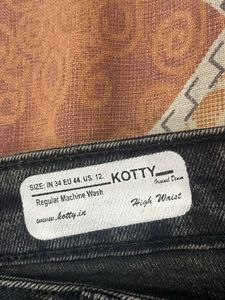 SIZE: IN 34 EU 44. US. 12.
KOTTY
Original Denim
Regular Machine Wash
www.kotty.in
High Waist